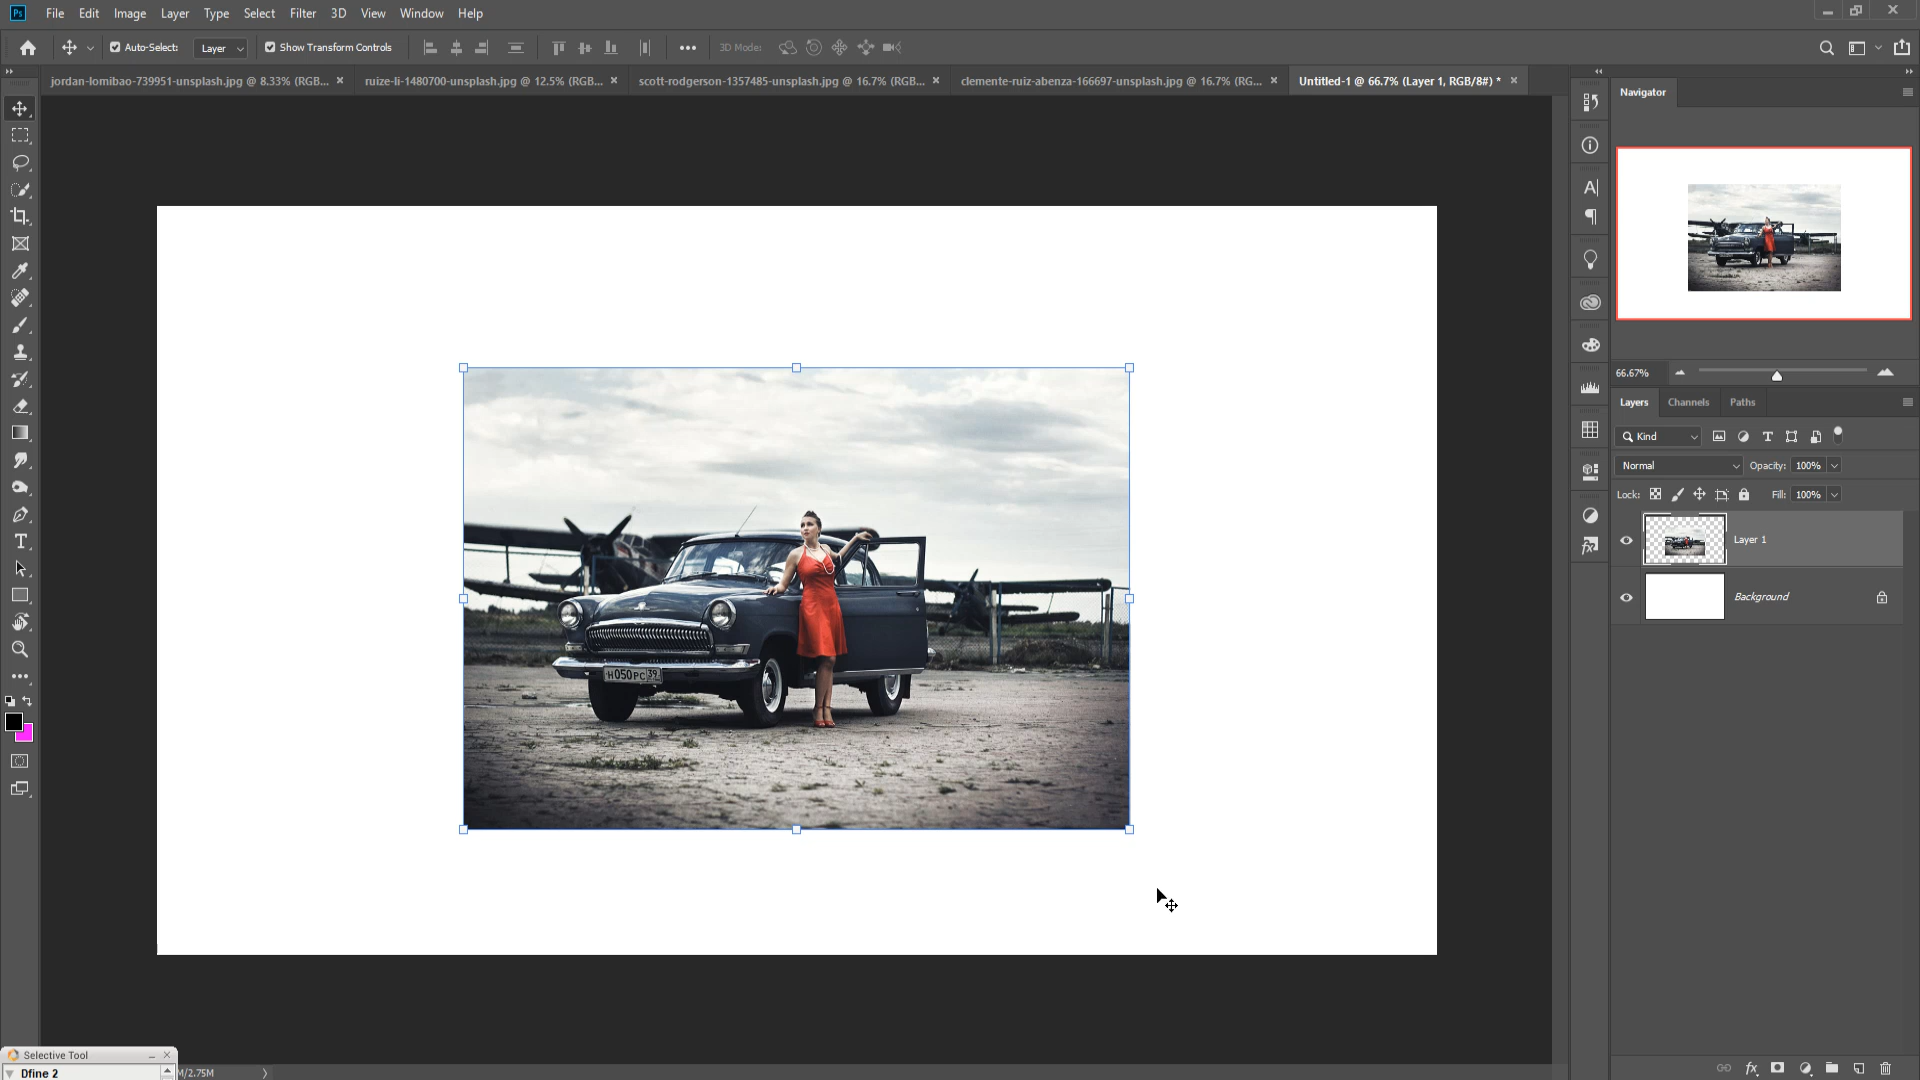 Ps File Edit Image Layer Type Select Filter 3D View Window Help
Auto-Select: Layer Show Transform Controls 3D Mode:
jordan-lomibao-739951-unsplash.jpg @ 8.33% (RGB... × ruize-li-1480700-unsplash.jpg @ 12.5% (RGB... × scott-rodgerson-1357485-unsplash.jpg @ 16.7% (RGB... × clemente-ruiz-abenza-166697-unsplash.jpg @ 16.7% (RG... × Untitled-1 @ 66.7% (Layer 1, RGB/8#) * ×
Navigator
66.67%
Layers Channels Paths
Kind
Normal Opacity: 100%
Lock: Fill: 100%
Layer 1
Background
Н050РС 39
Selective Tool
Dfine 2
M/2.75M